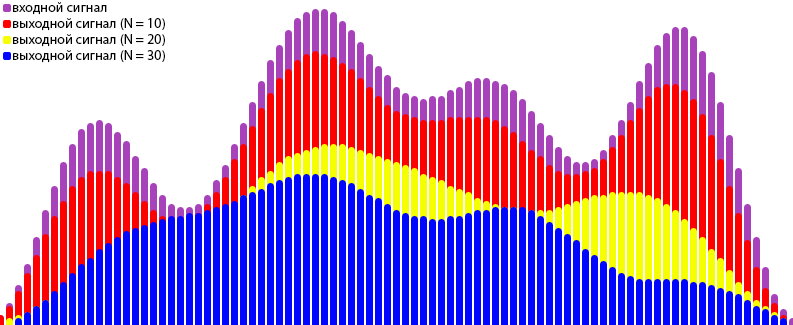 входной сигнал
выходной сигнал (N = 10)
выходной сигнал (N = 20)
выходной сигнал (N = 30)